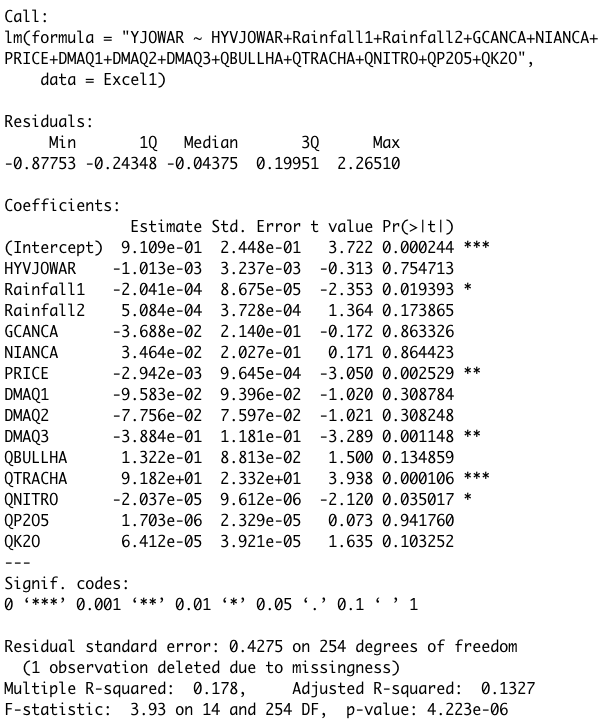 Call:
lm(formula = "YJOWAR ~ HYVJOWAR+Rainfall1+Rainfall2+GCANCA+NIANCA+
PRICE+DMAQ1+DMAQ2+DMAQ3+QBULLHA+QTRACHA+QNITRO+QP2O5+QK2O",
    data = Excel1)

Residuals:
     Min       1Q   Median       3Q      Max
-0.87753 -0.24348 -0.04375  0.19951  2.26510

Coefficients:
              Estimate Std. Error t value Pr(>|t|)
(Intercept)  9.109e-01  2.448e-01   3.722 0.000244 ***
HYVJOWAR    -1.013e-03  3.237e-03  -0.313 0.754713
Rainfall1   -2.041e-04  8.675e-05  -2.353 0.019393 *
Rainfall2    5.084e-04  3.728e-04   1.364 0.173865
GCANCA      -3.688e-02  2.140e-01  -0.172 0.863326
NIANCA       3.464e-02  2.027e-01   0.171 0.864423
PRICE       -2.942e-03  9.645e-04  -3.050 0.002529 **
DMAQ1       -9.583e-02  9.396e-02  -1.020 0.308784
DMAQ2       -7.756e-02  7.597e-02  -1.021 0.308248
DMAQ3       -3.884e-01  1.181e-01  -3.289 0.001148 **
QBULLHA      1.322e-01  8.813e-02   1.500 0.134859
QTRACHA      9.182e+01  2.332e+01   3.938 0.000106 ***
QNITRO      -2.037e-05  9.612e-06  -2.120 0.035017 *
QP2O5        1.703e-06  2.329e-05   0.073 0.941760
QK2O         6.412e-05  3.921e-05   1.635 0.103252
---
Signif. codes:
0 ‘***’ 0.001 ‘**’ 0.01 ‘*’ 0.05 ‘.’ 0.1 ‘ ’ 1

Residual standard error: 0.4275 on 254 degrees of freedom
  (1 observation deleted due to missingness)
Multiple R-squared:  0.178,     Adjusted R-squared:  0.1327
F-statistic:  3.93 on 14 and 254 DF,  p-value: 4.223e-06